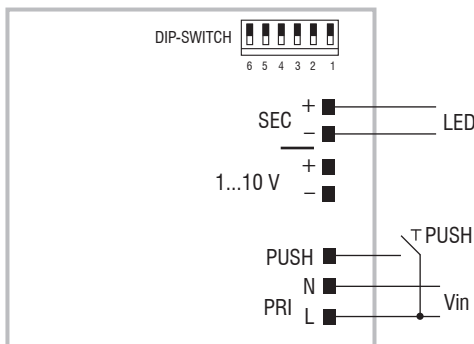 DIP-SWITCH
6 5 4 3 2 1
SEC + −
LED
1...10 V + −
PUSH
PUSH
PRI N L
Vin